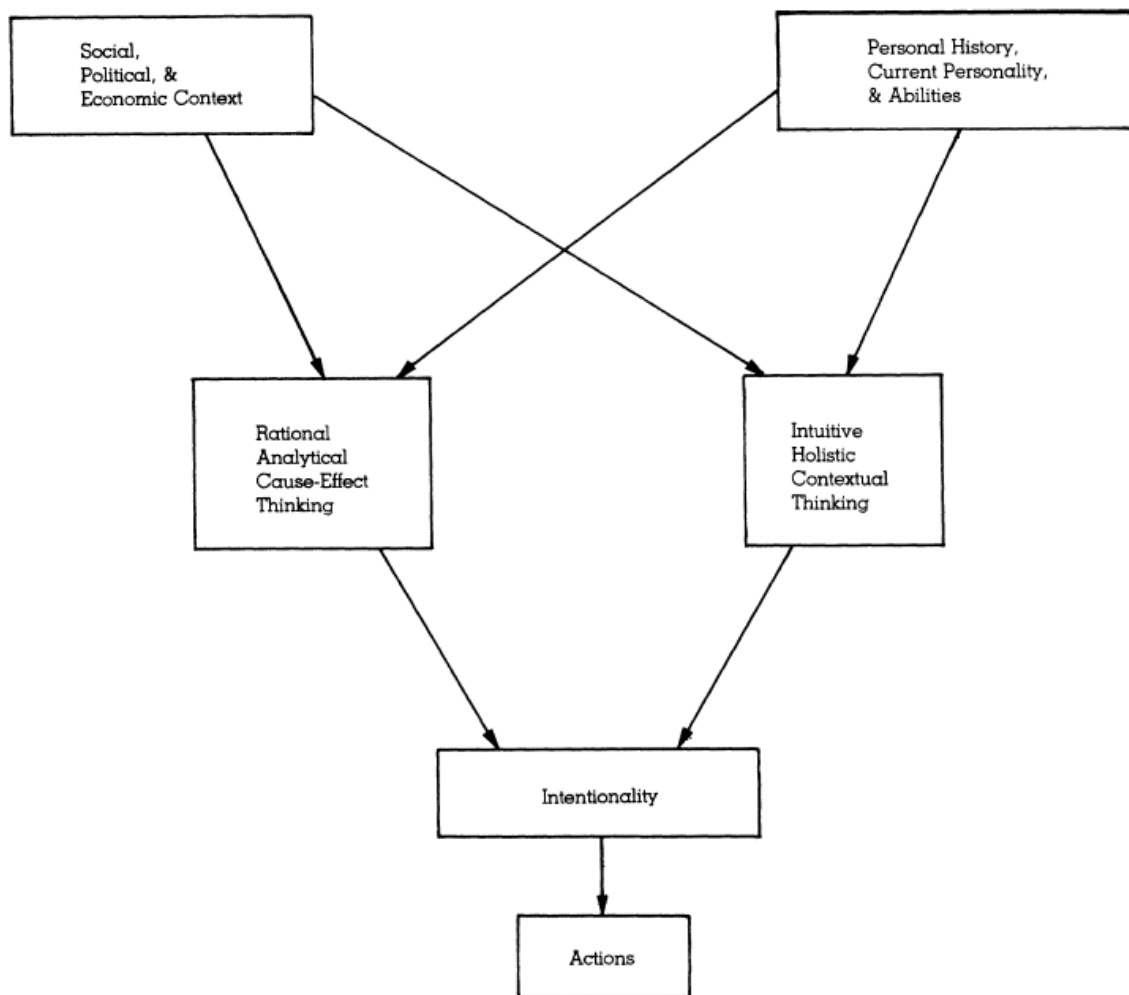 Social,
Political, &
Economic Context
Personal History,
Current Personality,
& Abilities
Rational
Analytical
Cause-Effect
Thinking
Intuitive
Holistic
Contextual
Thinking
Intentionality
Actions